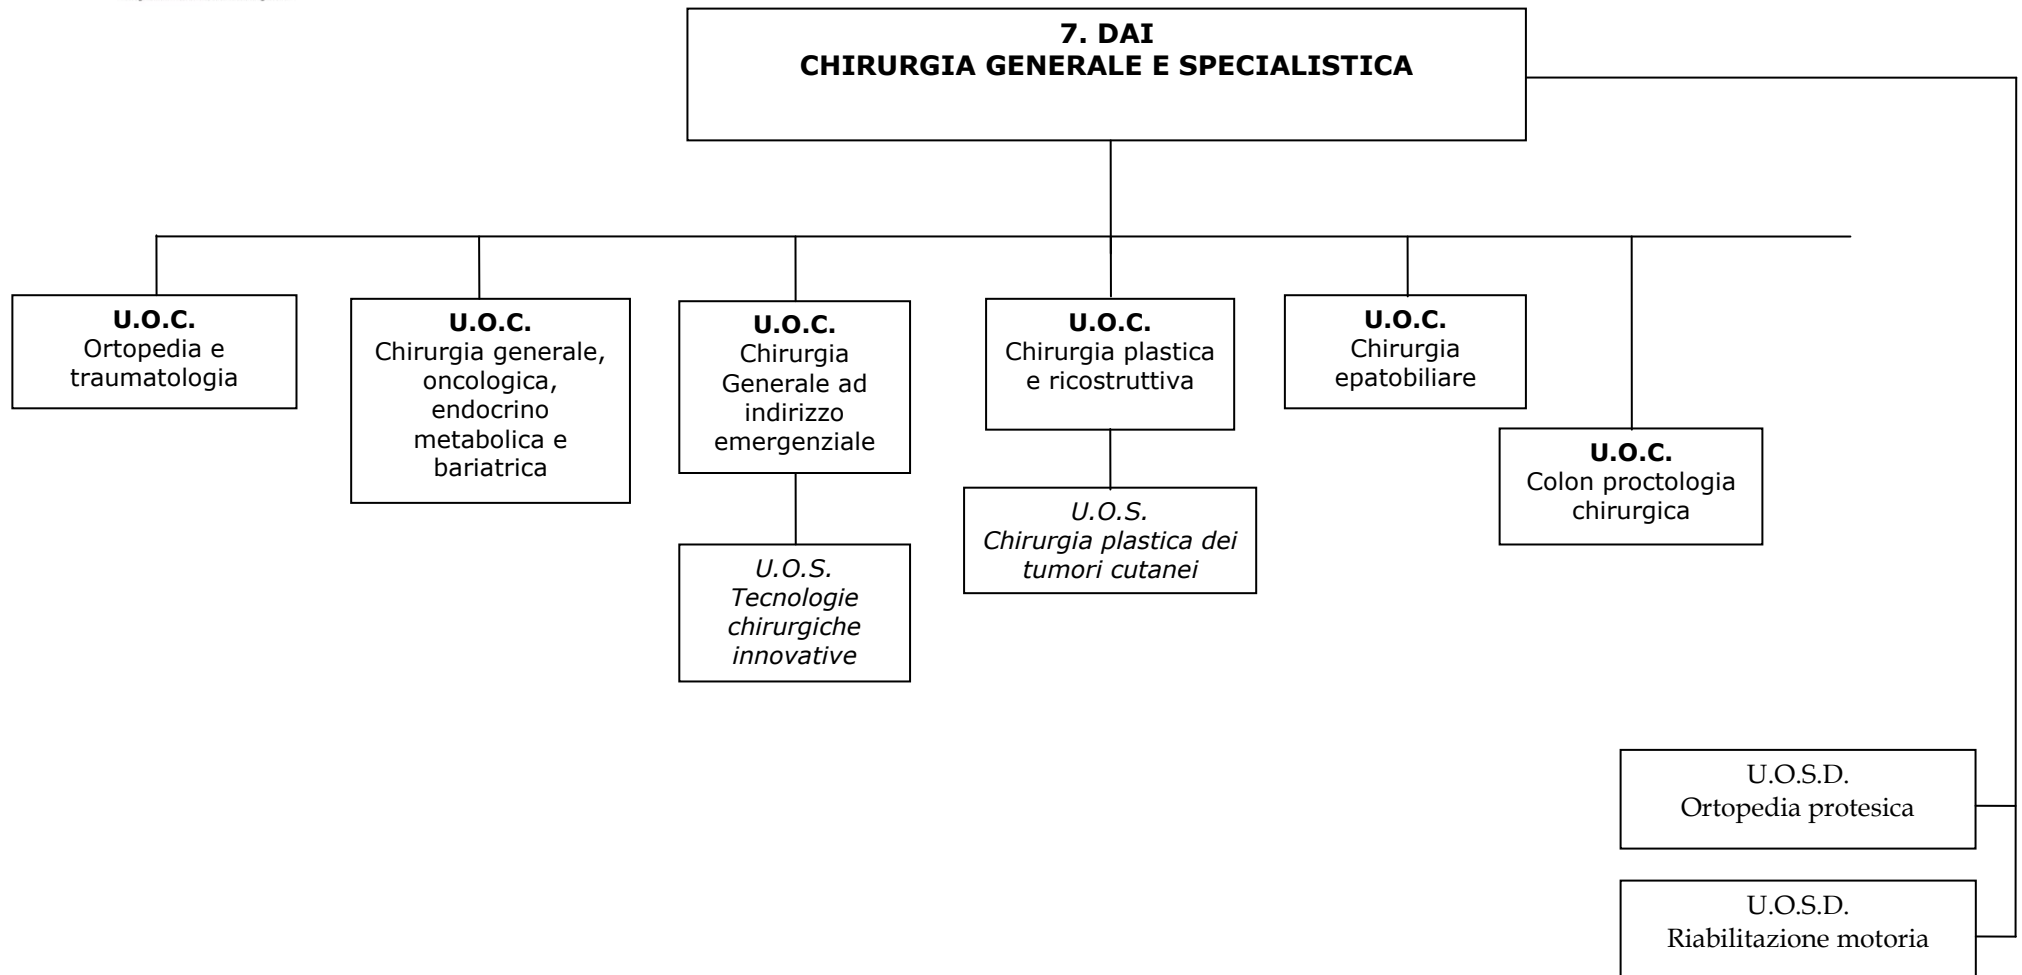 7. DAI
CHIRURGIA GENERALE E SPECIALISTICA
U.O.C.
Ortopedia e
traumatologia
U.O.C.
Chirurgia generale,
oncologica,
endocrino
metabolica e
bariatrica
U.O.C.
Chirurgia
Generale ad
indirizzo
emergenziale
U.O.C.
Chirurgia plastica
e ricostruttiva
U.O.C.
Chirurgia
epatobiliare
U.O.C.
Colon proctologia
chirurgica
U.O.S.
Tecnologie
chirurgiche
innovative
U.O.S.
Chirurgia plastica dei
tumori cutanei
U.O.S.D.
Ortopedia protesica
U.O.S.D.
Riabilitazione motoria